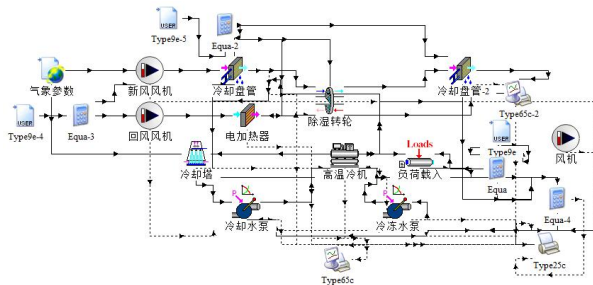 USER
Type9e-5
Equa-2
气象参数
新风风机
冷却盘管
除湿转轮
冷却盘管-2
Type65c-2
USER
Type9e-4
Equa-3
回风风机
电加热器
USER
Type9e
风机
冷却塔
高温冷机
Loads
负荷载入
Equa
P
冷却水泵
P
冷冻水泵
Equa-4
Type65c
Type25c